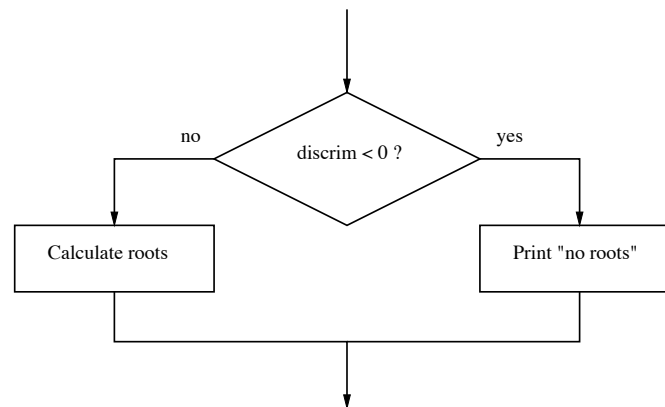 discrim < 0 ?
no
yes
Calculate roots
Print "no roots"